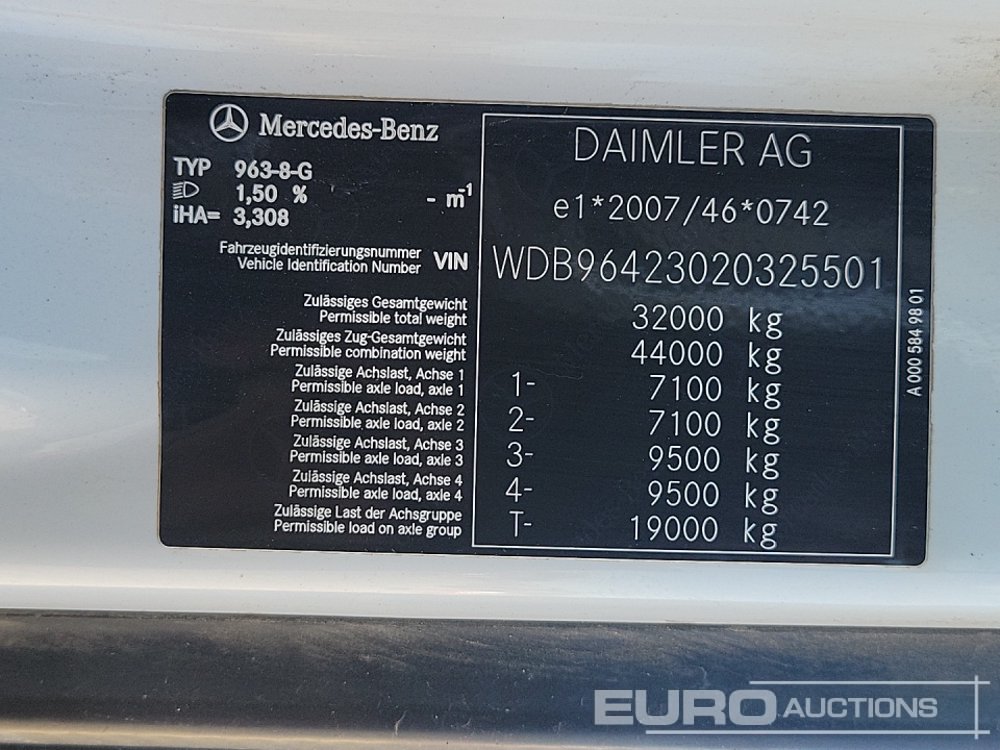 Mercedes-Benz
TYP 963-8-G
1,50 % - m⁻¹
iHA= 3,308
DAIMLER AG
e1*2007/46*0742
Fahrzeugidentifizierungsnummer
Vehicle Identification Number VIN WDB96423020325501
Zulässiges Gesamtgewicht
Permissible total weight 32000 kg
Zulässiges Zug-Gesamtgewicht
Permissible combination weight 44000 kg
Zulässige Achslast, Achse 1
Permissible axle load, axle 1 1- 7100 kg
Zulässige Achslast, Achse 2
Permissible axle load, axle 2 2- 7100 kg
Zulässige Achslast, Achse 3
Permissible axle load, axle 3 3- 9500 kg
Zulässige Achslast, Achse 4
Permissible axle load, axle 4 4- 9500 kg
Zulässige Last der Achsgruppe
Permissible load on axle group T- 19000 kg
A 000 584 98 01
EURO AUCTIONS